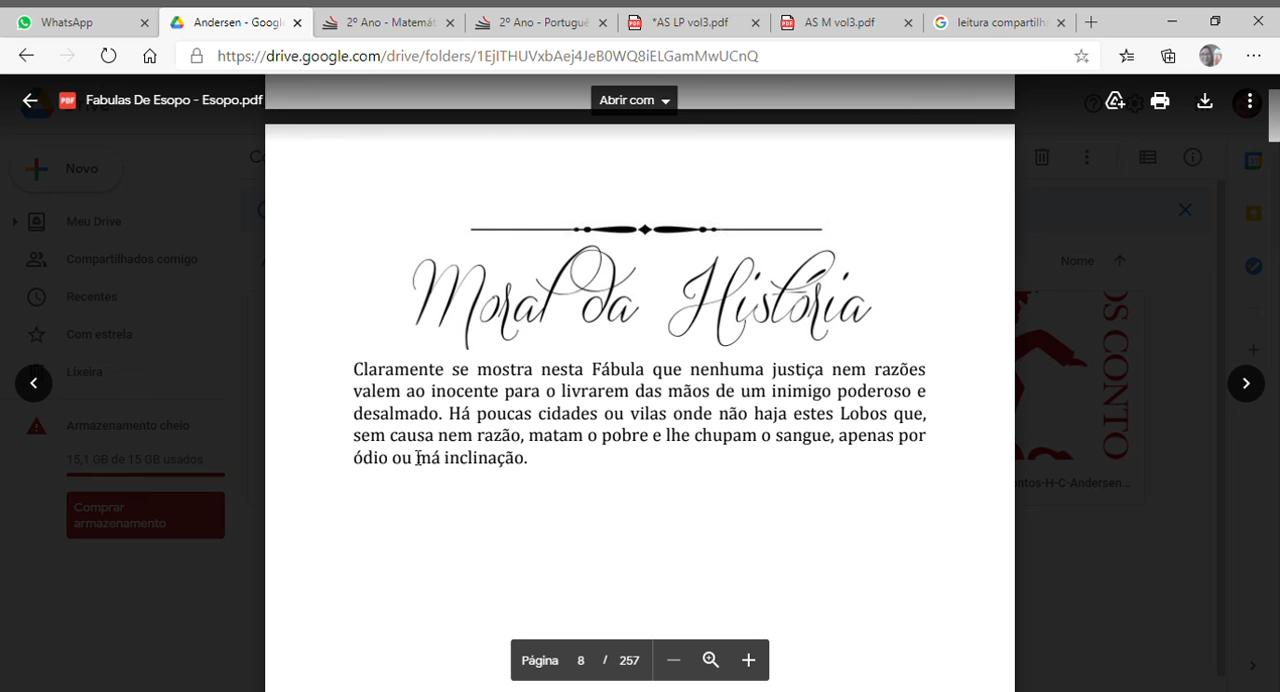 WhatsApp
Andersen - Google
2º Ano - Matemát
2º Ano - Portugu
*AS LP vol3.pdf
AS M vol3.pdf
leitura compartilh
https://drive.google.com/drive/folders/1EjITHUVxbAej4JeB0WQ8iELGamMwUCnQ
Fabulas De Esopo - Esopo.pdf
Abrir com
Novo
Meu Drive
Compartilhados comigo
Recentes
Com estrela
Lixeira
Armazenamento cheio
15,1 GB de 15 GB usados
Comprar
armazenamento
Nome
OS CONTO
ontos-H-C-Andersen...
Moral da História
Claramente se mostra nesta Fábula que nenhuma justiça nem razões
valem ao inocente para o livrarem das mãos de um inimigo poderoso e
desalmado. Há poucas cidades ou vilas onde não haja estes Lobos que,
sem causa nem razão, matam o pobre e lhe chupam o sangue, apenas por
ódio ou má inclinação.
Página 8 / 257